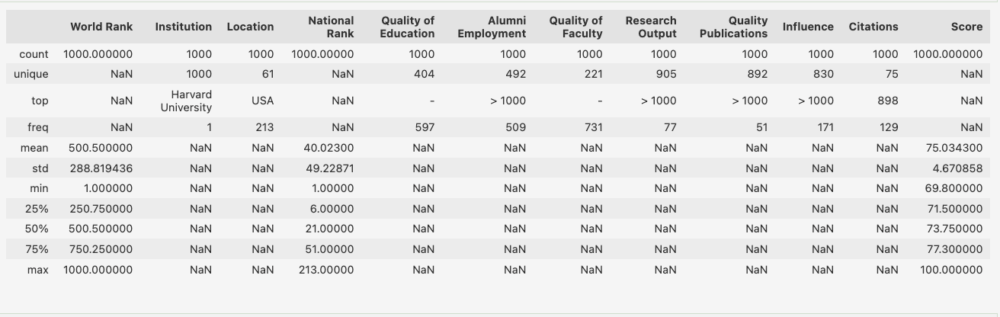 World Rank Institution Location National Rank Quality of Education Alumni Employment Quality of Faculty Research Output Quality Publications Influence Citations Score
count 1000.000000 1000 1000 1000.00000 1000 1000 1000 1000 1000 1000 1000 1000.000000
unique NaN 1000 61 NaN 404 492 221 905 892 830 75 NaN
top NaN Harvard University USA NaN - > 1000 - > 1000 > 1000 > 1000 898 NaN
freq NaN 1 213 NaN 597 509 731 77 51 171 129 NaN
mean 500.500000 NaN NaN 40.02300 NaN NaN NaN NaN NaN NaN NaN 75.034300
std 288.819436 NaN NaN 49.22871 NaN NaN NaN NaN NaN NaN NaN 4.670858
min 1.000000 NaN NaN 1.00000 NaN NaN NaN NaN NaN NaN NaN 69.800000
25% 250.750000 NaN NaN 6.00000 NaN NaN NaN NaN NaN NaN NaN 71.500000
50% 500.500000 NaN NaN 21.00000 NaN NaN NaN NaN NaN NaN NaN 73.750000
75% 750.250000 NaN NaN 51.00000 NaN NaN NaN NaN NaN NaN NaN 77.300000
max 1000.000000 NaN NaN 213.00000 NaN NaN NaN NaN NaN NaN NaN 100.000000